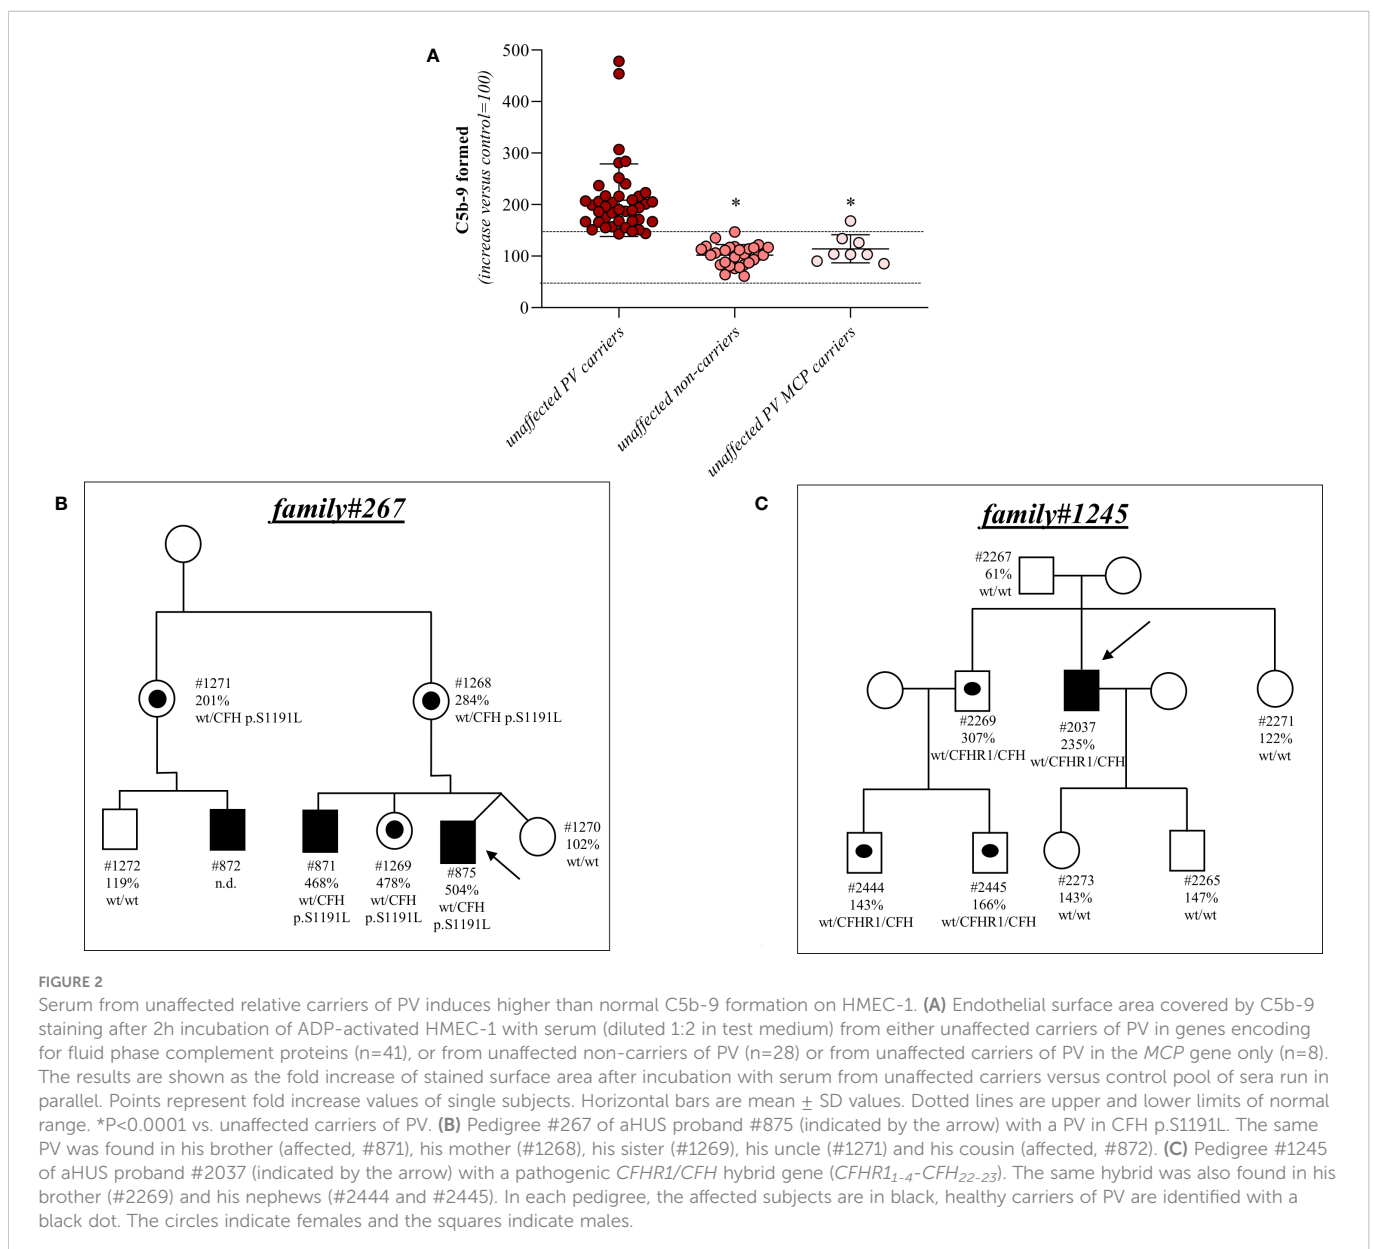 A
C5b-9 formed
(increase versus control=100)
500
400
300
200
100
0
*
*
unaffected PV carriers
unaffected non-carriers
unaffected PV MCP carriers
B
family#267
#1271
201%
wt/CFH p.S1191L
#1268
284%
wt/CFH p.S1191L
#1272
119%
wt/wt
#872
n.d.
#871
468%
wt/CFH
p.S1191L
#1269
478%
wt/CFH
p.S1191L
#875
504%
wt/CFH
p.S1191L
#1270
102%
wt/wt
C
family#1245
#2267
61%
wt/wt
#2269
307%
wt/CFHR1/CFH
#2037
235%
wt/CFHR1/CFH
#2271
122%
wt/wt
#2444
143%
wt/CFHR1/CFH
#2445
166%
wt/CFHR1/CFH
#2273
143%
wt/wt
#2265
147%
wt/wt
FIGURE 2
Serum from unaffected relative carriers of PV induces higher than normal C5b-9 formation on HMEC-1. (A) Endothelial surface area covered by C5b-9
staining after 2h incubation of ADP-activated HMEC-1 with serum (diluted 1:2 in test medium) from either unaffected carriers of PV in genes encoding
for fluid phase complement proteins (n=41), or from unaffected non-carriers of PV (n=28) or from unaffected carriers of PV in the MCP gene only (n=8).
The results are shown as the fold increase of stained surface area after incubation with serum from unaffected carriers versus control pool of sera run in
parallel. Points represent fold increase values of single subjects. Horizontal bars are mean ± SD values. Dotted lines are upper and lower limits of normal
range. *P<0.0001 vs. unaffected carriers of PV. (B) Pedigree #267 of aHUS proband #875 (indicated by the arrow) with a PV in CFH p.S1191L. The same
PV was found in his brother (affected, #871), his mother (#1268), his sister (#1269), his uncle (#1271) and his cousin (affected, #872). (C) Pedigree #1245
of aHUS proband #2037 (indicated by the arrow) with a pathogenic CFHR1/CFH hybrid gene (CFHR1₁₋₄-CFH₂₂₋₂₃). The same hybrid was also found in his
brother (#2269) and his nephews (#2444 and #2445). In each pedigree, the affected subjects are in black, healthy carriers of PV are identified with a
black dot. The circles indicate females and the squares indicate males.